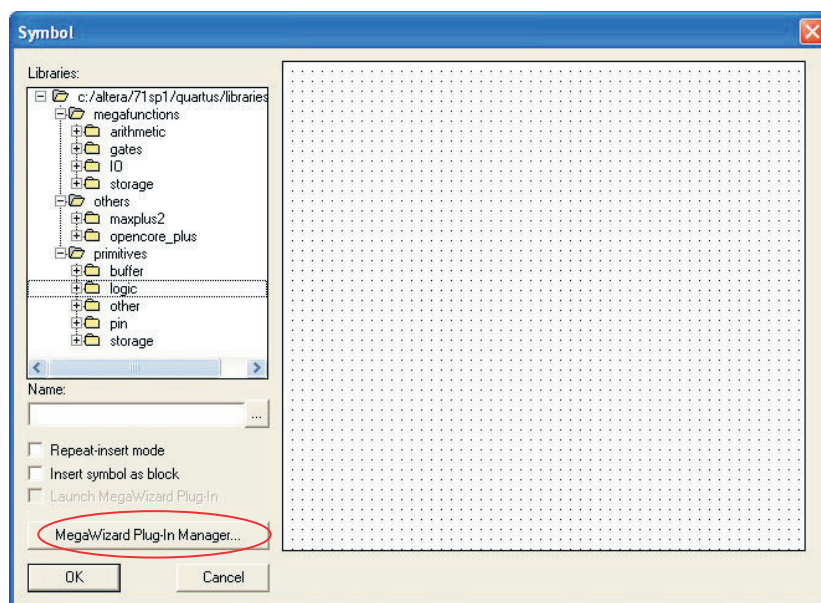 Symbol
Libraries:
c:/altera/71sp1/quartus/libraries
megafunctions
arithmetic
gates
IO
storage
others
maxplus2
opencore_plus
primitives
buffer
logic
other
pin
storage
Name:
...
Repeat-insert mode
Insert symbol as block
Launch MegaWizard Plug-In
MegaWizard Plug-In Manager...
OK Cancel